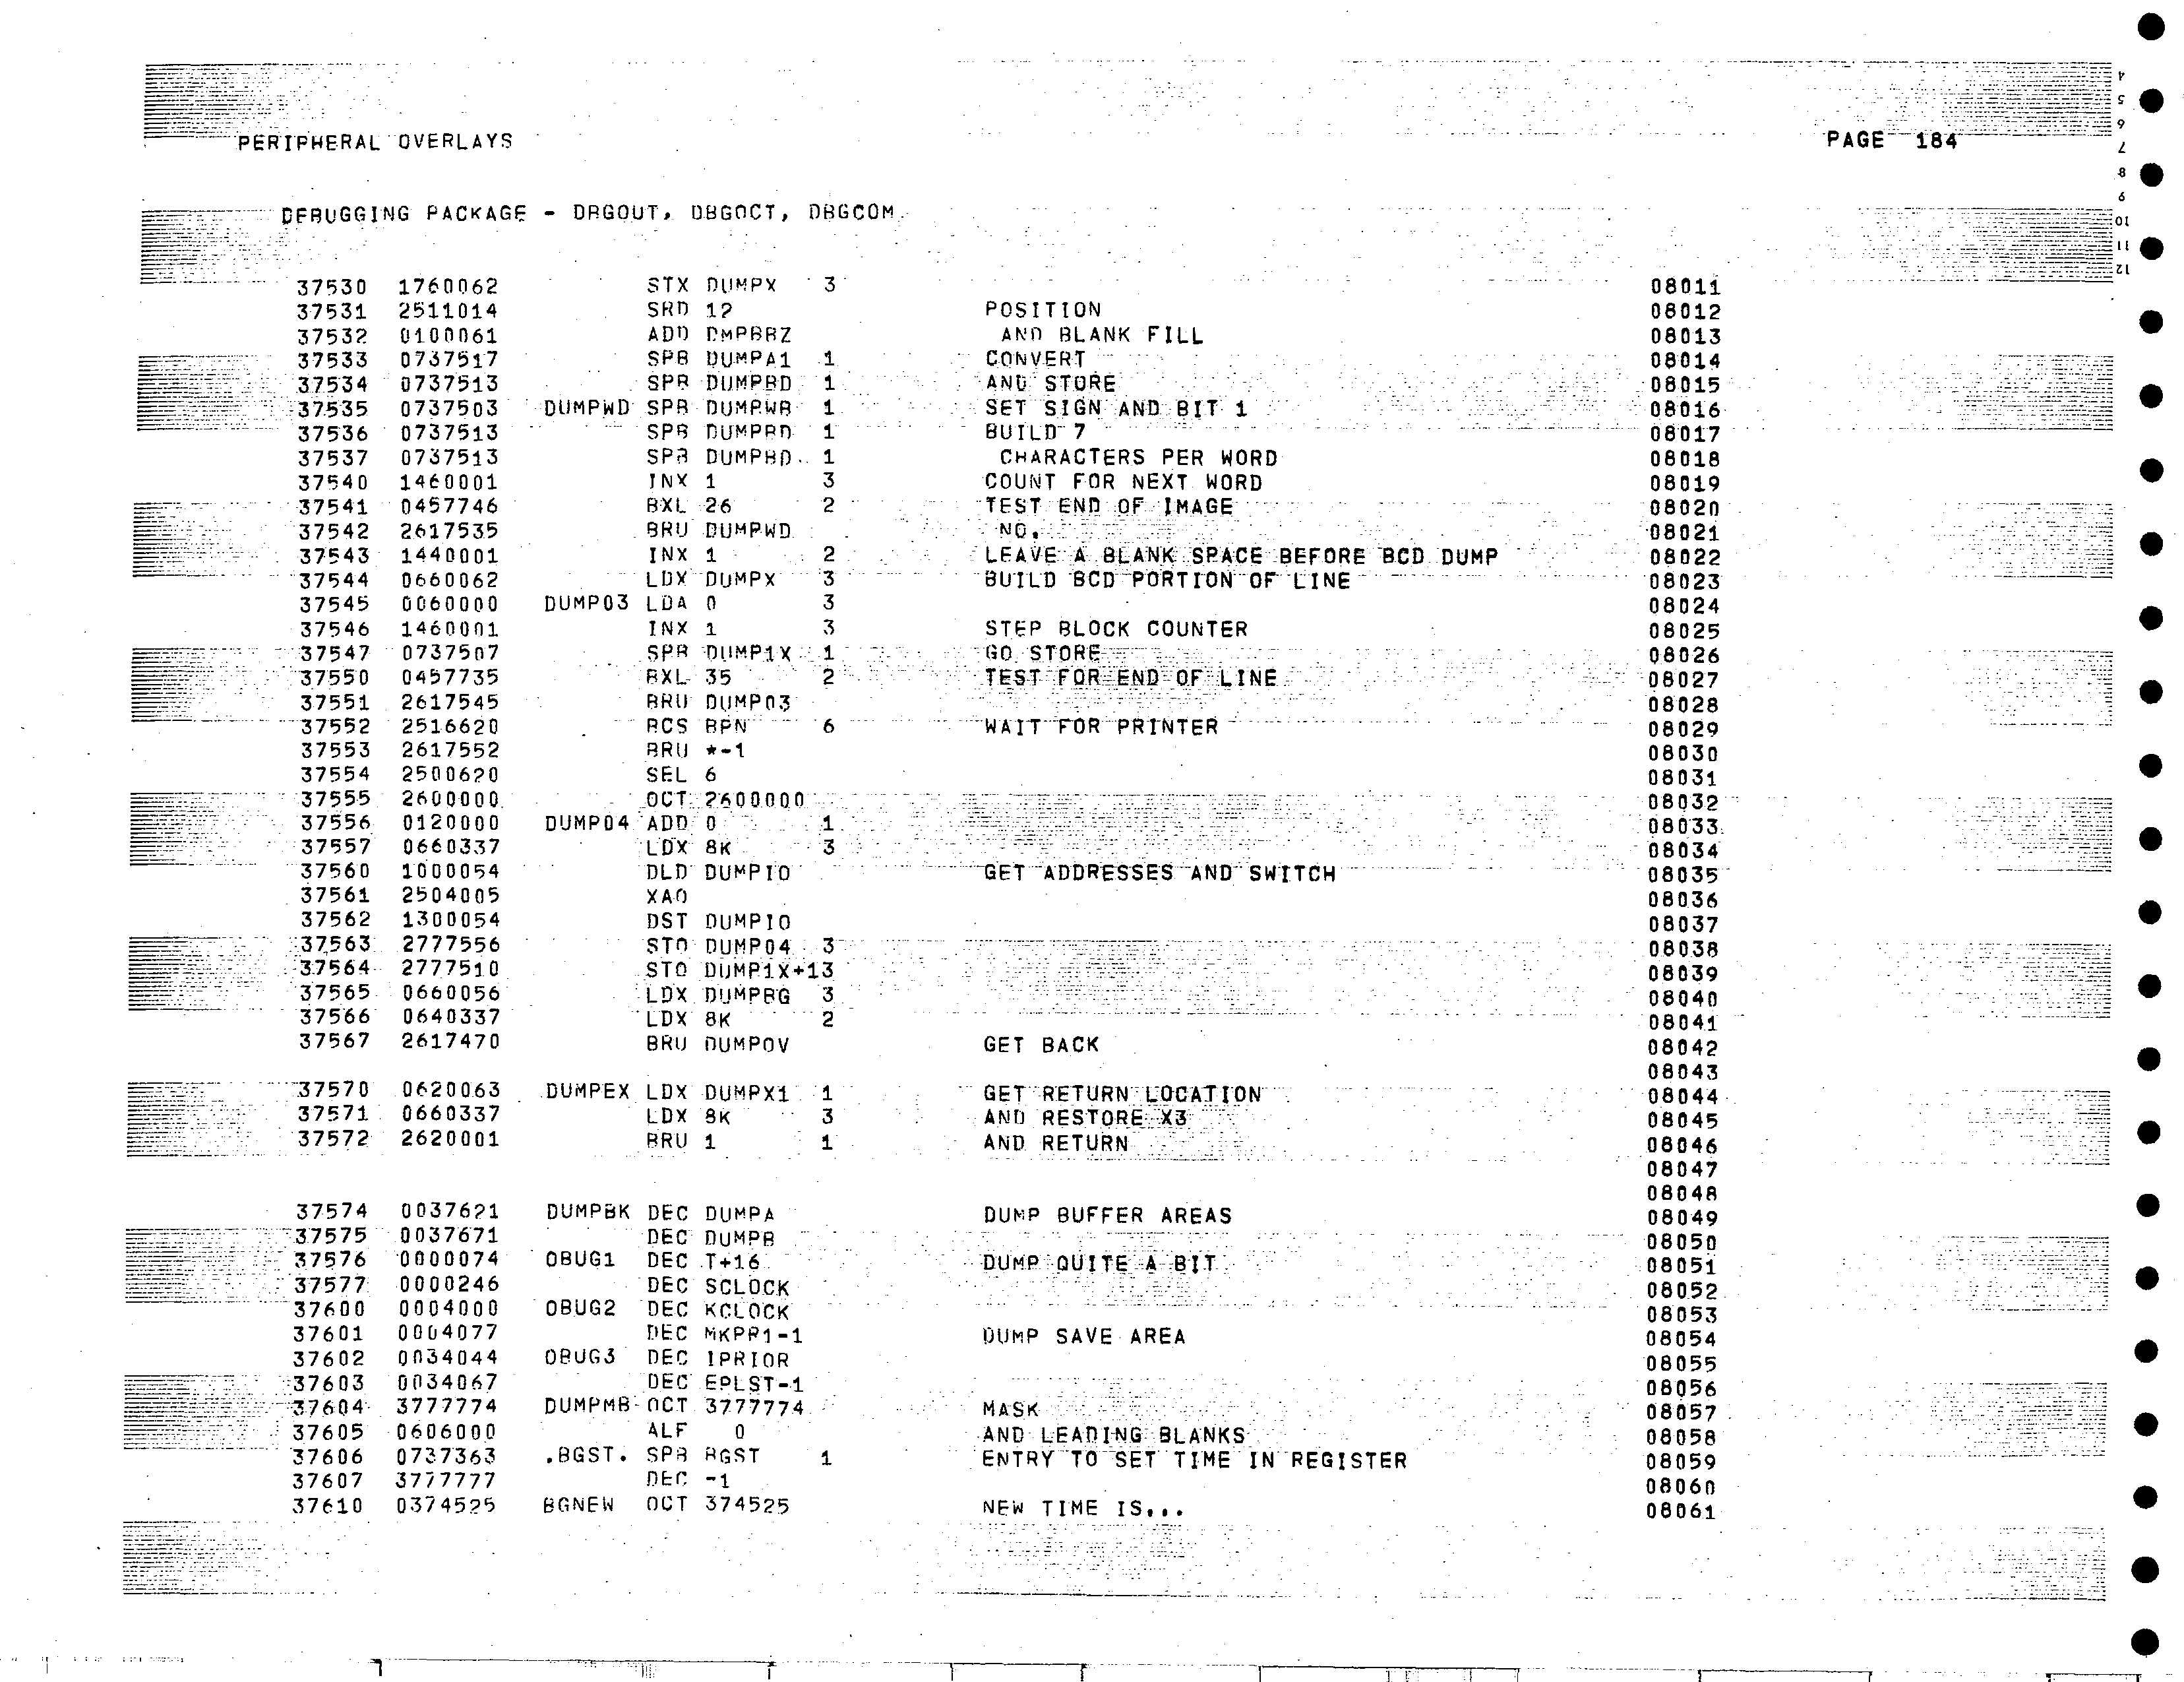 PERIPHERAL OVERLAYS PAGE 184
DEBUGGING PACKAGE - DBGOUT, DBGOCT, DBGCOM
37530 1760062 STX DUMPX 3 08011
37531 2511014 SRD 12 POSITION 08012
37532 0100061 ADD DMPBBZ AND BLANK FILL 08013
37533 0737517 SPB DUMPA1 1 CONVERT 08014
37534 0737513 SPB DUMPBD 1 AND STORE 08015
37535 0737503 DUMPWD SPB DUMPWB 1 SET SIGN AND BIT 1 08016
37536 0737513 SPB DUMPBD 1 BUILD 7 08017
37537 0737513 SPB DUMPBD 1 CHARACTERS PER WORD 08018
37540 1460001 INX 1 3 COUNT FOR NEXT WORD 08019
37541 0457746 BXL 26 2 TEST END OF IMAGE 08020
37542 2617535 BRU DUMPWD NO. 08021
37543 1440001 INX 1 2 LEAVE A BLANK SPACE BEFORE BCD DUMP 08022
37544 0660062 LDX DUMPX 3 BUILD BCD PORTION OF LINE 08023
37545 0060000 DUMP03 LDA 0 3 08024
37546 1460001 INX 1 3 STEP BLOCK COUNTER 08025
37547 0737507 SPB DUMP1X 1 GO STORE 08026
37550 0457735 BXL 35 2 TEST FOR END OF LINE 08027
37551 2617545 BRU DUMP03 08028
37552 2516620 BCS BPN 6 WAIT FOR PRINTER 08029
37553 2617552 BRU *-1 08030
37554 2500620 SEL 6 08031
37555 2600000 OCT 2600000 08032
37556 0120000 DUMP04 ADD 0 1 08033
37557 0660337 LDX 8K 3 08034
37560 1000054 DLD DUMPIO GET ADDRESSES AND SWITCH 08035
37561 2504005 XAQ 08036
37562 1300054 DST DUMPIO 08037
37563 2777556 STO DUMP04 3 08038
37564 2777510 STO DUMP1X+13 08039
37565 0660056 LDX DUMPBG 3 08040
37566 0640337 LDX 8K 2 08041
37567 2617470 BRU DUMPOV GET BACK 08042
08043
37570 0620063 DUMPEX LDX DUMPX1 1 GET RETURN LOCATION 08044
37571 0660337 LDX 8K 3 AND RESTORE X3 08045
37572 2620001 BRU 1 1 AND RETURN 08046
08047
08048
37574 0037621 DUMPBK DEC DUMPA DUMP BUFFER AREAS 08049
37575 0037671 DEC DUMPB 08050
37576 0000074 OBUG1 DEC T+16 DUMP QUITE A BIT 08051
37577 0000246 DEC SCLOCK 08052
37600 0004000 OBUG2 DEC KCLOCK 08053
37601 0004077 DEC MKPR1-1 DUMP SAVE AREA 08054
37602 0034044 OBUG3 DEC IPRIOR 08055
37603 0034067 DEC EPLST-1 08056
37604 3777774 DUMPMB OCT 3777774 MASK 08057
37605 0606000 ALF 0 AND LEADING BLANKS 08058
37606 0737363 .BGST. SPB BGST 1 ENTRY TO SET TIME IN REGISTER 08059
37607 3777777 DEC -1 08060
37610 0374525 BGNEW OCT 374525 NEW TIME IS... 08061
4
5
6
7
8
9
10
11
12